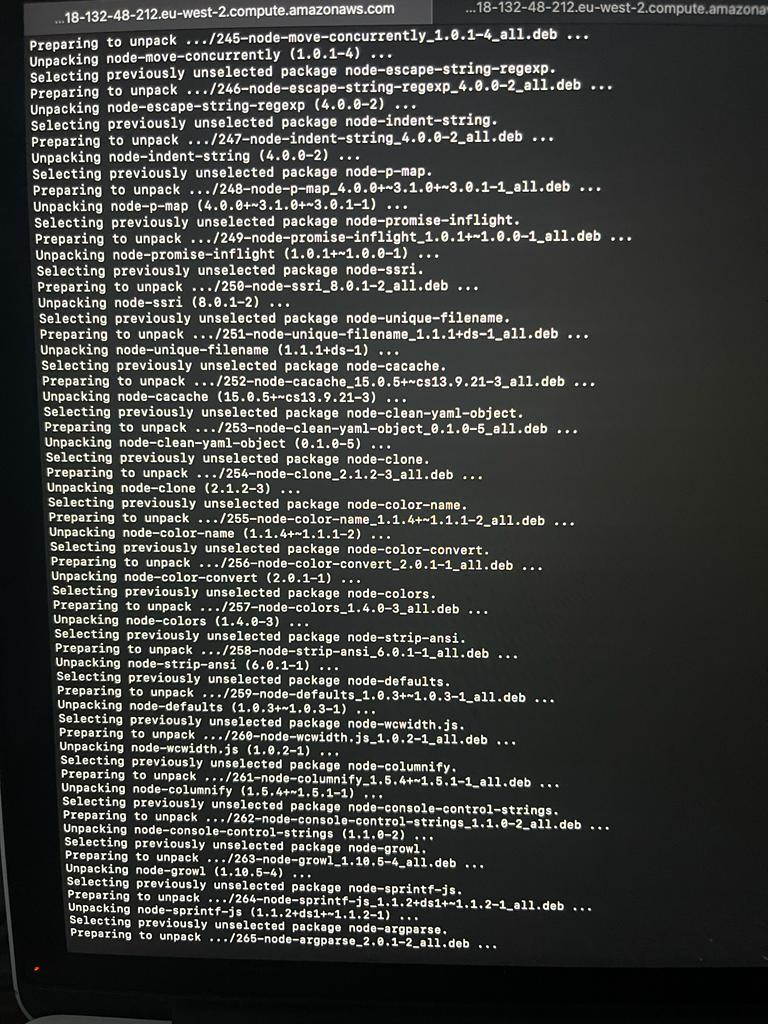 ...18-132-48-212.eu-west-2.compute.amazonaws.com
...18-132-48-212.eu-west-2.compute.amazonaw
Preparing to unpack .../245-node-move-concurrently_1.0.1-4_all.deb ...
Unpacking node-move-concurrently (1.0.1-4) ...
Selecting previously unselected package node-escape-string-regexp.
Preparing to unpack .../246-node-escape-string-regexp_4.0.0-2_all.deb ...
Unpacking node-escape-string-regexp (4.0.0-2) ...
Selecting previously unselected package node-indent-string.
Preparing to unpack .../247-node-indent-string_4.0.0-2_all.deb ...
Unpacking node-indent-string (4.0.0-2) ...
Selecting previously unselected package node-p-map.
Preparing to unpack .../248-node-p-map_4.0.0+~3.1.0+~3.0.1-1_all.deb ...
Unpacking node-p-map (4.0.0+~3.1.0+~3.0.1-1) ...
Selecting previously unselected package node-promise-inflight.
Preparing to unpack .../249-node-promise-inflight_1.0.1+~1.0.0-1_all.deb ...
Unpacking node-promise-inflight (1.0.1+~1.0.0-1) ...
Selecting previously unselected package node-ssri.
Preparing to unpack .../250-node-ssri_8.0.1-2_all.deb ...
Unpacking node-ssri (8.0.1-2) ...
Selecting previously unselected package node-unique-filename.
Preparing to unpack .../251-node-unique-filename_1.1.1+ds-1_all.deb ...
Unpacking node-unique-filename (1.1.1+ds-1) ...
Selecting previously unselected package node-cacache.
Preparing to unpack .../252-node-cacache_15.0.5+~cs13.9.21-3_all.deb ...
Unpacking node-cacache (15.0.5+~cs13.9.21-3) ...
Selecting previously unselected package node-clean-yaml-object.
Preparing to unpack .../253-node-clean-yaml-object_0.1.0-5_all.deb ...
Unpacking node-clean-yaml-object (0.1.0-5) ...
Selecting previously unselected package node-clone.
Preparing to unpack .../254-node-clone_2.1.2-3_all.deb ...
Unpacking node-clone (2.1.2-3) ...
Selecting previously unselected package node-color-name.
Preparing to unpack .../255-node-color-name_1.1.4+~1.1.1-2_all.deb ...
Unpacking node-color-name (1.1.4+~1.1.1-2) ...
Selecting previously unselected package node-color-convert.
Preparing to unpack .../256-node-color-convert_2.0.1-1_all.deb ...
Unpacking node-color-convert (2.0.1-1) ...
Selecting previously unselected package node-colors.
Preparing to unpack .../257-node-colors_1.4.0-3_all.deb ...
Unpacking node-colors (1.4.0-3) ...
Selecting previously unselected package node-strip-ansi.
Preparing to unpack .../258-node-strip-ansi_6.0.1-1_all.deb ...
Unpacking node-strip-ansi (6.0.1-1) ...
Selecting previously unselected package node-defaults.
Preparing to unpack .../259-node-defaults_1.0.3+~1.0.3-1_all.deb ...
Unpacking node-defaults (1.0.3+~1.0.3-1) ...
Selecting previously unselected package node-wcwidth.js.
Preparing to unpack .../260-node-wcwidth.js_1.0.2-1_all.deb ...
Unpacking node-wcwidth.js (1.0.2-1) ...
Selecting previously unselected package node-columnify.
Preparing to unpack .../261-node-columnify_1.5.4+~1.5.1-1_all.deb ...
Unpacking node-columnify (1.5.4+~1.5.1-1) ...
Selecting previously unselected package node-console-control-strings.
Preparing to unpack .../262-node-console-control-strings_1.1.0-2_all.deb ...
Unpacking node-console-control-strings (1.1.0-2) ...
Selecting previously unselected package node-growl.
Preparing to unpack .../263-node-growl_1.10.5-4_all.deb ...
Unpacking node-growl (1.10.5-4) ...
Selecting previously unselected package node-sprintf-js.
Preparing to unpack .../264-node-sprintf-js_1.1.2+ds1+~1.1.2-1_all.deb ...
Unpacking node-sprintf-js (1.1.2+ds1+~1.1.2-1) ...
Selecting previously unselected package node-argparse.
Preparing to unpack .../265-node-argparse_2.0.1-2_all.deb ...